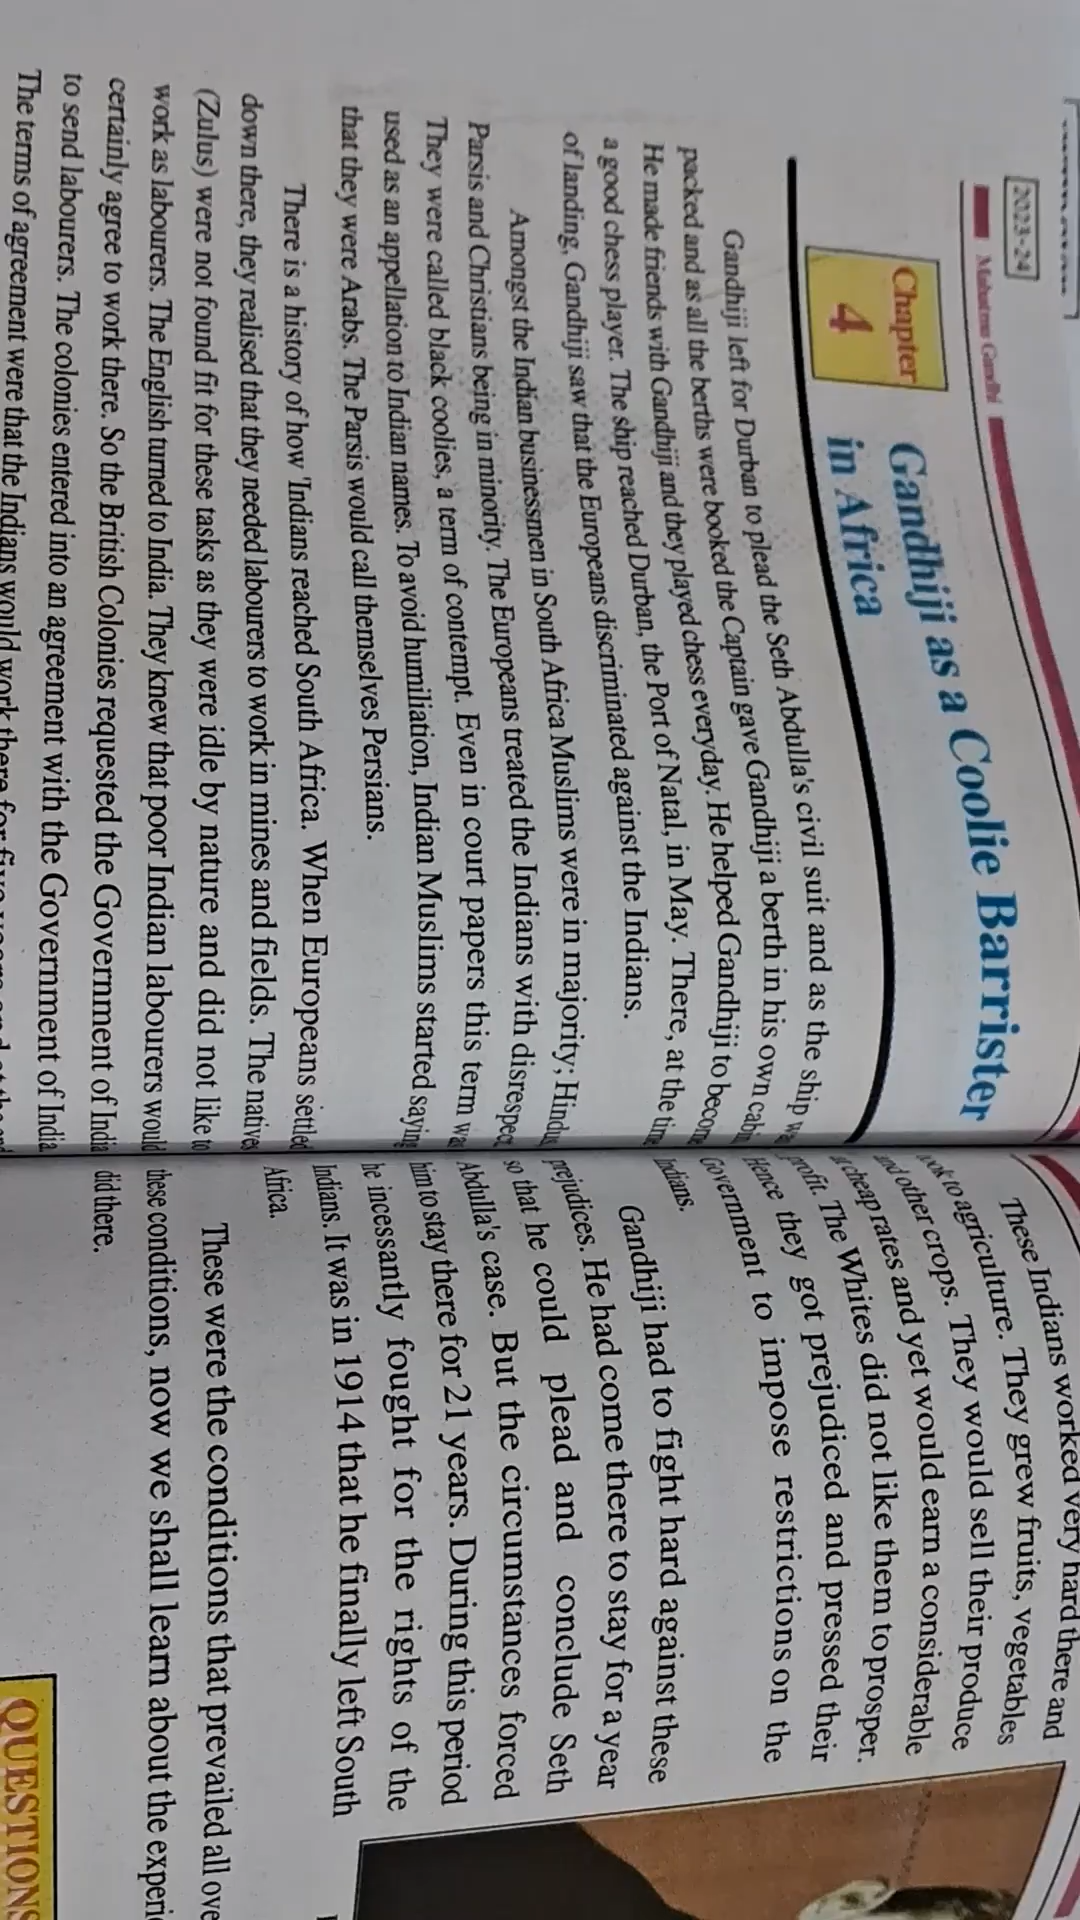 2023-24
Mahatma Gandhi
Chapter
4
Gandhiji as a Coolie Barrister
in Africa
Gandhiji left for Durban to plead the Seth Abdulla's civil suit and as the ship
packed and as all the berths were booked the Captain gave Gandhiji a berth in his own
He made friends with Gandhiji and they played chess everyday. He helped Gandhiji to
a good chess player. The ship reached Durban, the Port of Natal, in May. There, at the
of landing, Gandhiji saw that the Europeans discriminated against the Indians.
Amongst the Indian businessmen in South Africa Muslims were in majority;
Parsis and Christians being in minority. The Europeans treated the Indians with
They were called black coolies, a term of contempt. Even in court papers this term
used as an appellation to Indian names. To avoid humiliation, Indian Muslims started saying
that they were Arabs. The Parsis would call themselves Persians.
There is a history of how 'Indians reached South Africa. When Europeans settled
down there, they realised that they needed labourers to work in mines and fields. The natives
(Zulus) were not found fit for these tasks as they were idle by nature and did not like to
work as labourers. The English turned to India. They knew that poor Indian labourers would
certainly agree to work there. So the British Colonies requested the Government of India
to send labourers. The colonies entered into an agreement with the Government of India
The terms of agreement were that the Indians would work there for five
These Indians worked very hard there and
took to agriculture. They grew fruits, vegetables
and other crops. They would sell their produce
at cheap rates and yet would earn a considerable
profit. The Whites did not like them to prosper.
Hence they got prejudiced and pressed their
Government to impose restrictions on the
Indians.
Gandhiji had to fight hard against these
prejudices. He had come there to stay for a year
so that he could plead and conclude Seth
Abdulla's case. But the circumstances forced
him to stay there for 21 years. During this period
he incessantly fought for the rights of the
Indians. It was in 1914 that he finally left South
Africa.
These were the conditions that prevailed all
these conditions, now we shall learn about the
did there.
QUESTIONS